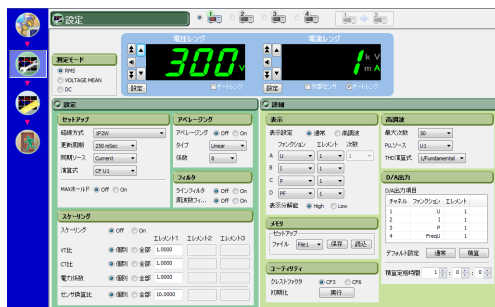 設定
1
2
3
4
1
2
測定モード
RMS
VOLTAGE MEAN
DC
電圧レンジ
300 V
設定
オートレンジ
電流レンジ
1 k V
m A
設定
外部センサ
オートレンジ
設定
セットアップ
結線方式 3P2W
更新周期 250 mSec
同期ソース Current
演算式 CP U1
MAXホールド Off On
アベレージング
アベレージング Off On
タイプ Linear
係数 8
フィルタ
ラインフィルタ Off On
周波数フィ... Off On
スケーリング
スケーリング Off On
エレメント1 エレメント2 エレメント3
VT比 個別 全部 1.0000
CT比 個別 全部 1.0000
電力係数 個別 全部 1.0000
センサ換算比 個別 全部 10.0000
詳細
表示
表示設定 通常 高調波
ファンクション エレメント 次数
A U 1 1
B I 1
C P 1
D PF 1
表示分解能 High Low
メモリ
セットアップ
ファイル File1 保存 読込
ユーティリティ
クレストファクタ CF3 CF6
初期化 実行
高調波
最大次数 50
PLLソース U1
THD演算式 1/Fundamental
D/A出力
D/A出力項目
チャネル ファンクション エレメント
1 U 1
2 I 1
3 P 1
4 FreqU 1
デフォルト設定 通常 積算
積算定格時間 1 : 0 : 0